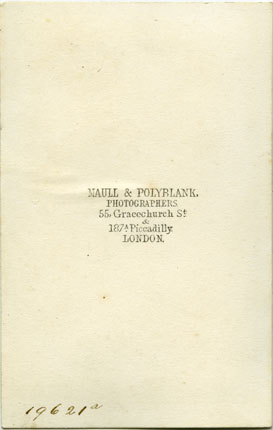 MAULL & POLYBLANK.
PHOTOGRAPHERS
55, Gracechurch St.
&
187A Piccadilly.
LONDON.
19621a